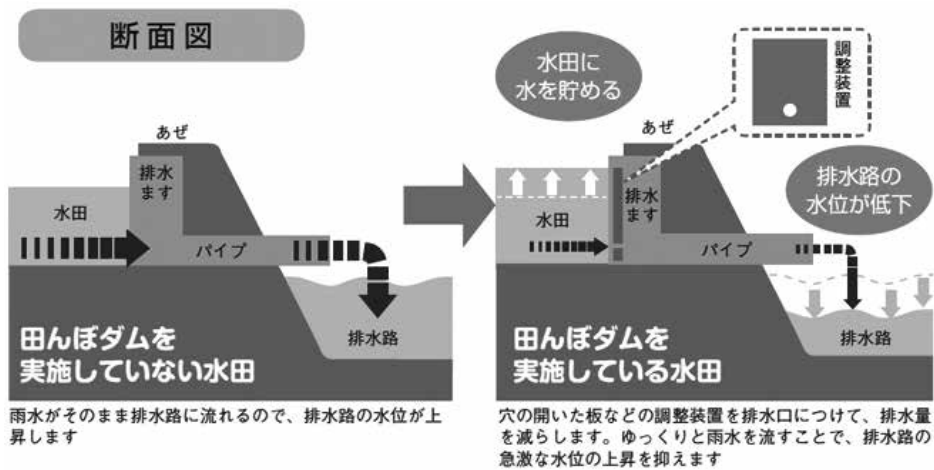 断面図
あぜ
排水
ます
水田
パイプ
排水路
田んぼダムを
実施していない水田
雨水がそのまま排水路に流れるので、排水路の水位が上
昇します
水田に
水を貯める
調整装置
あぜ
排水路の
水位が低下
排水
ます
水田
パイプ
排水路
田んぼダムを
実施している水田
穴の開いた板などの調整装置を排水口につけて、排水量
を減らします。ゆっくりと雨水を流すことで、排水路の
急激な水位の上昇を抑えます